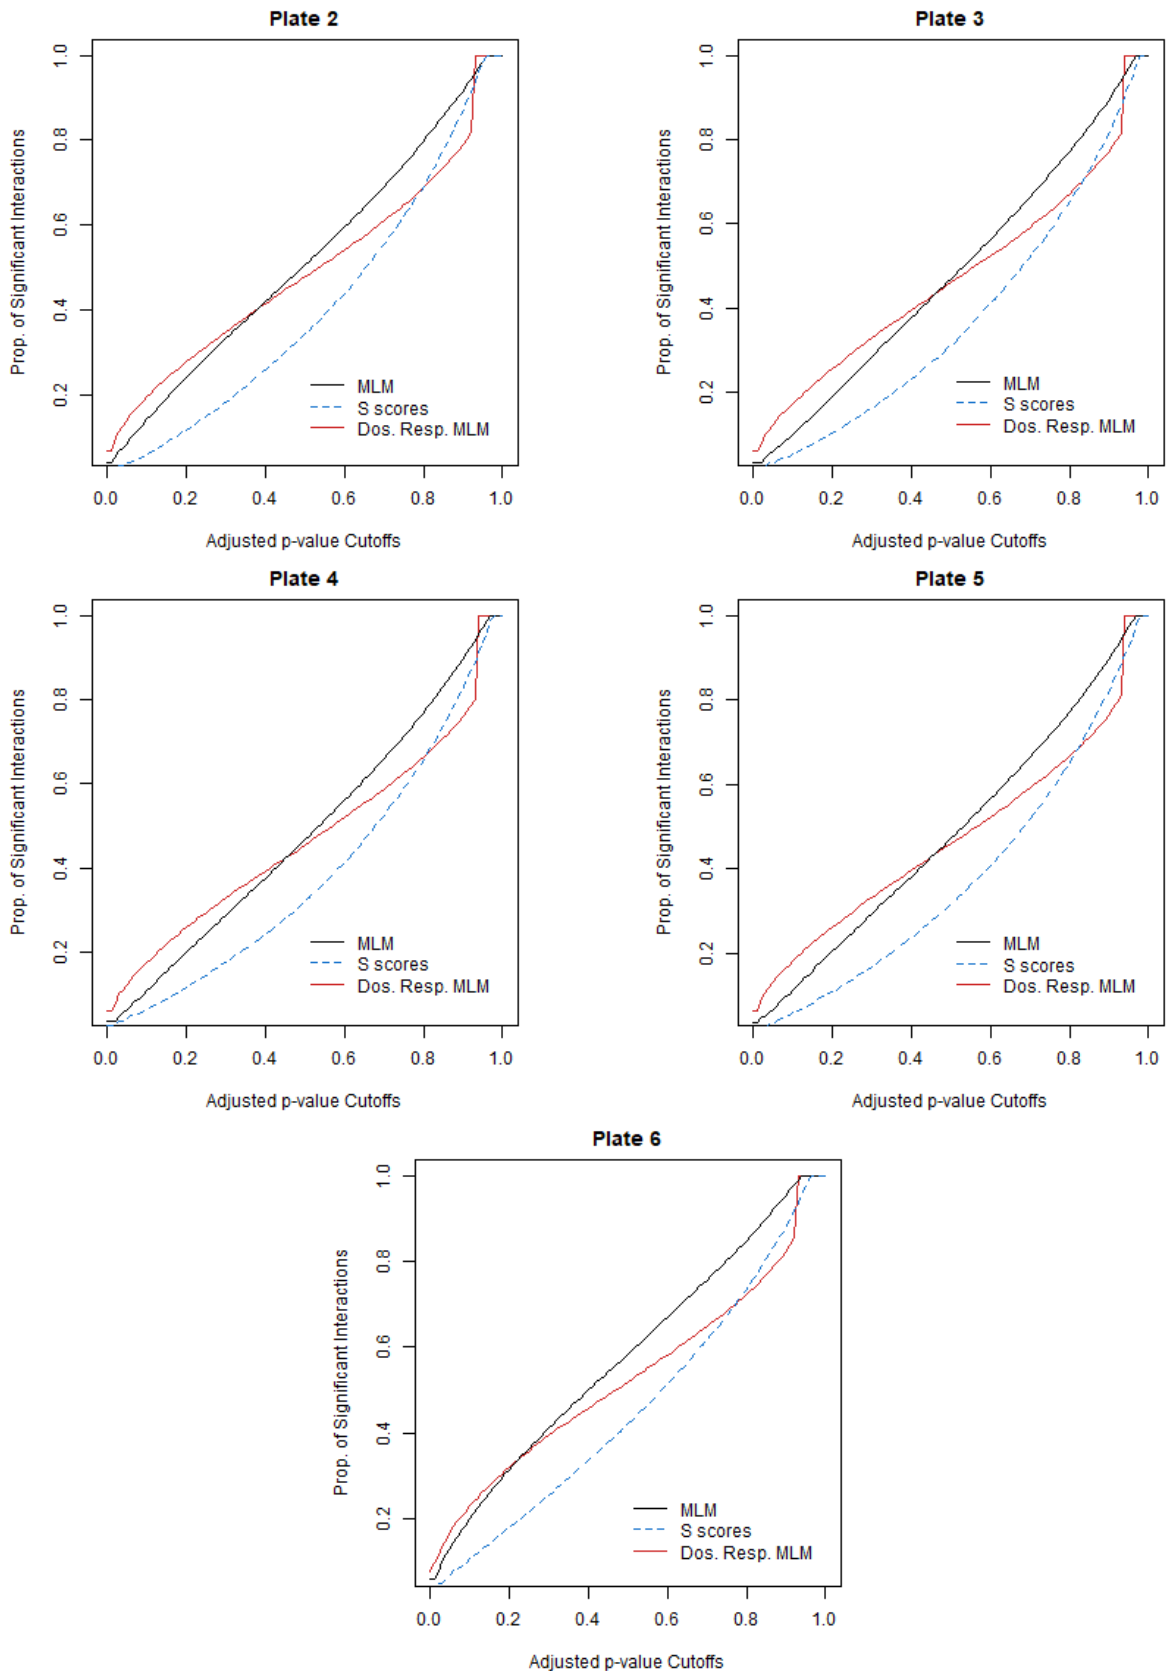 Plate 2
Prop. of Significant Interactions
1.0
0.8
0.6
0.4
0.2
MLM
S scores
Dos. Resp. MLM
0.0 0.2 0.4 0.6 0.8 1.0
Adjusted p-value Cutoffs
Plate 3
Prop. of Significant Interactions
1.0
0.8
0.6
0.4
0.2
MLM
S scores
Dos. Resp. MLM
0.0 0.2 0.4 0.6 0.8 1.0
Adjusted p-value Cutoffs
Plate 4
Prop. of Significant Interactions
1.0
0.8
0.6
0.4
0.2
MLM
S scores
Dos. Resp. MLM
0.0 0.2 0.4 0.6 0.8 1.0
Adjusted p-value Cutoffs
Plate 5
Prop. of Significant Interactions
1.0
0.8
0.6
0.4
0.2
MLM
S scores
Dos. Resp. MLM
0.0 0.2 0.4 0.6 0.8 1.0
Adjusted p-value Cutoffs
Plate 6
Prop. of Significant Interactions
1.0
0.8
0.6
0.4
0.2
MLM
S scores
Dos. Resp. MLM
0.0 0.2 0.4 0.6 0.8 1.0
Adjusted p-value Cutoffs